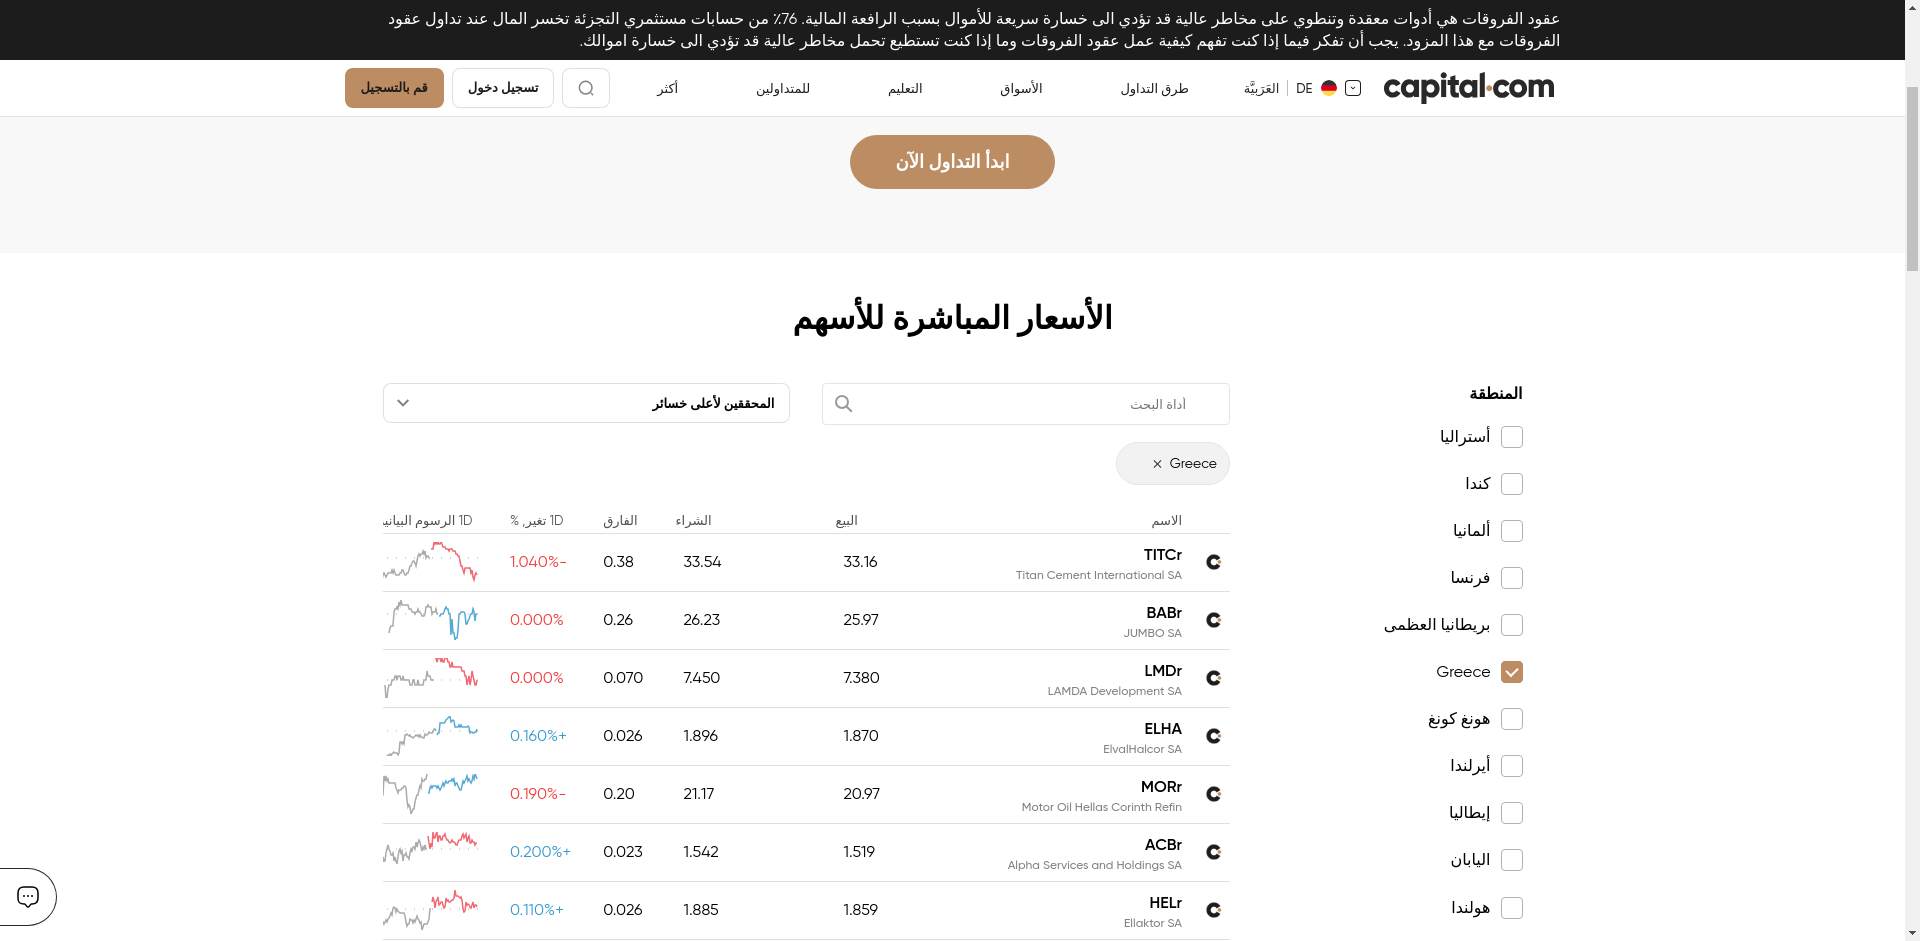 عقود الفروقات هي أدوات معقدة وتنطوي على مخاطر عالية قد تؤدي الى خسارة سريعة للأموال بسبب الرافعة المالية. 76٪ من حسابات مستثمري التجزئة تخسر المال عند تداول عقود
الفروقات مع هذا المزود. يجب أن تفكر فيما إذا كنت تفهم كيفية عمل عقود الفروقات وما إذا كنت تستطيع تحمل مخاطر عالية قد تؤدي الى خسارة اموالك.
capital.com
DE | العَرَبيَّة
طرق التداول
الأسواق
التعليم
للمتداولين
أكثر
تسجيل دخول
قم بالتسجيل
ابدأ التداول الآن
الأسعار المباشرة للأسهم
المنطقة
أستراليا
كندا
ألمانيا
فرنسا
بريطانيا العظمى
Greece
هونغ كونغ
أيرلندا
إيطاليا
اليابان
هولندا
أداة البحث
المحققين لأعلى خسائر
Greece ×
الاسم البيع الشراء الفارق 1D تغير, % 1D الرسوم البيانية
TITCr 33.16 33.54 0.38 1.040%-
Titan Cement International SA
BABr 25.97 26.23 0.26 0.000%
JUMBO SA
LMDr 7.380 7.450 0.070 0.000%
LAMDA Development SA
ELHA 1.870 1.896 0.026 0.160%+
ElvalHalcor SA
MORr 20.97 21.17 0.20 0.190%-
Motor Oil Hellas Corinth Refin
ACBr 1.519 1.542 0.023 0.200%+
Alpha Services and Holdings SA
HELr 1.859 1.885 0.026 0.110%+
Ellaktor SA